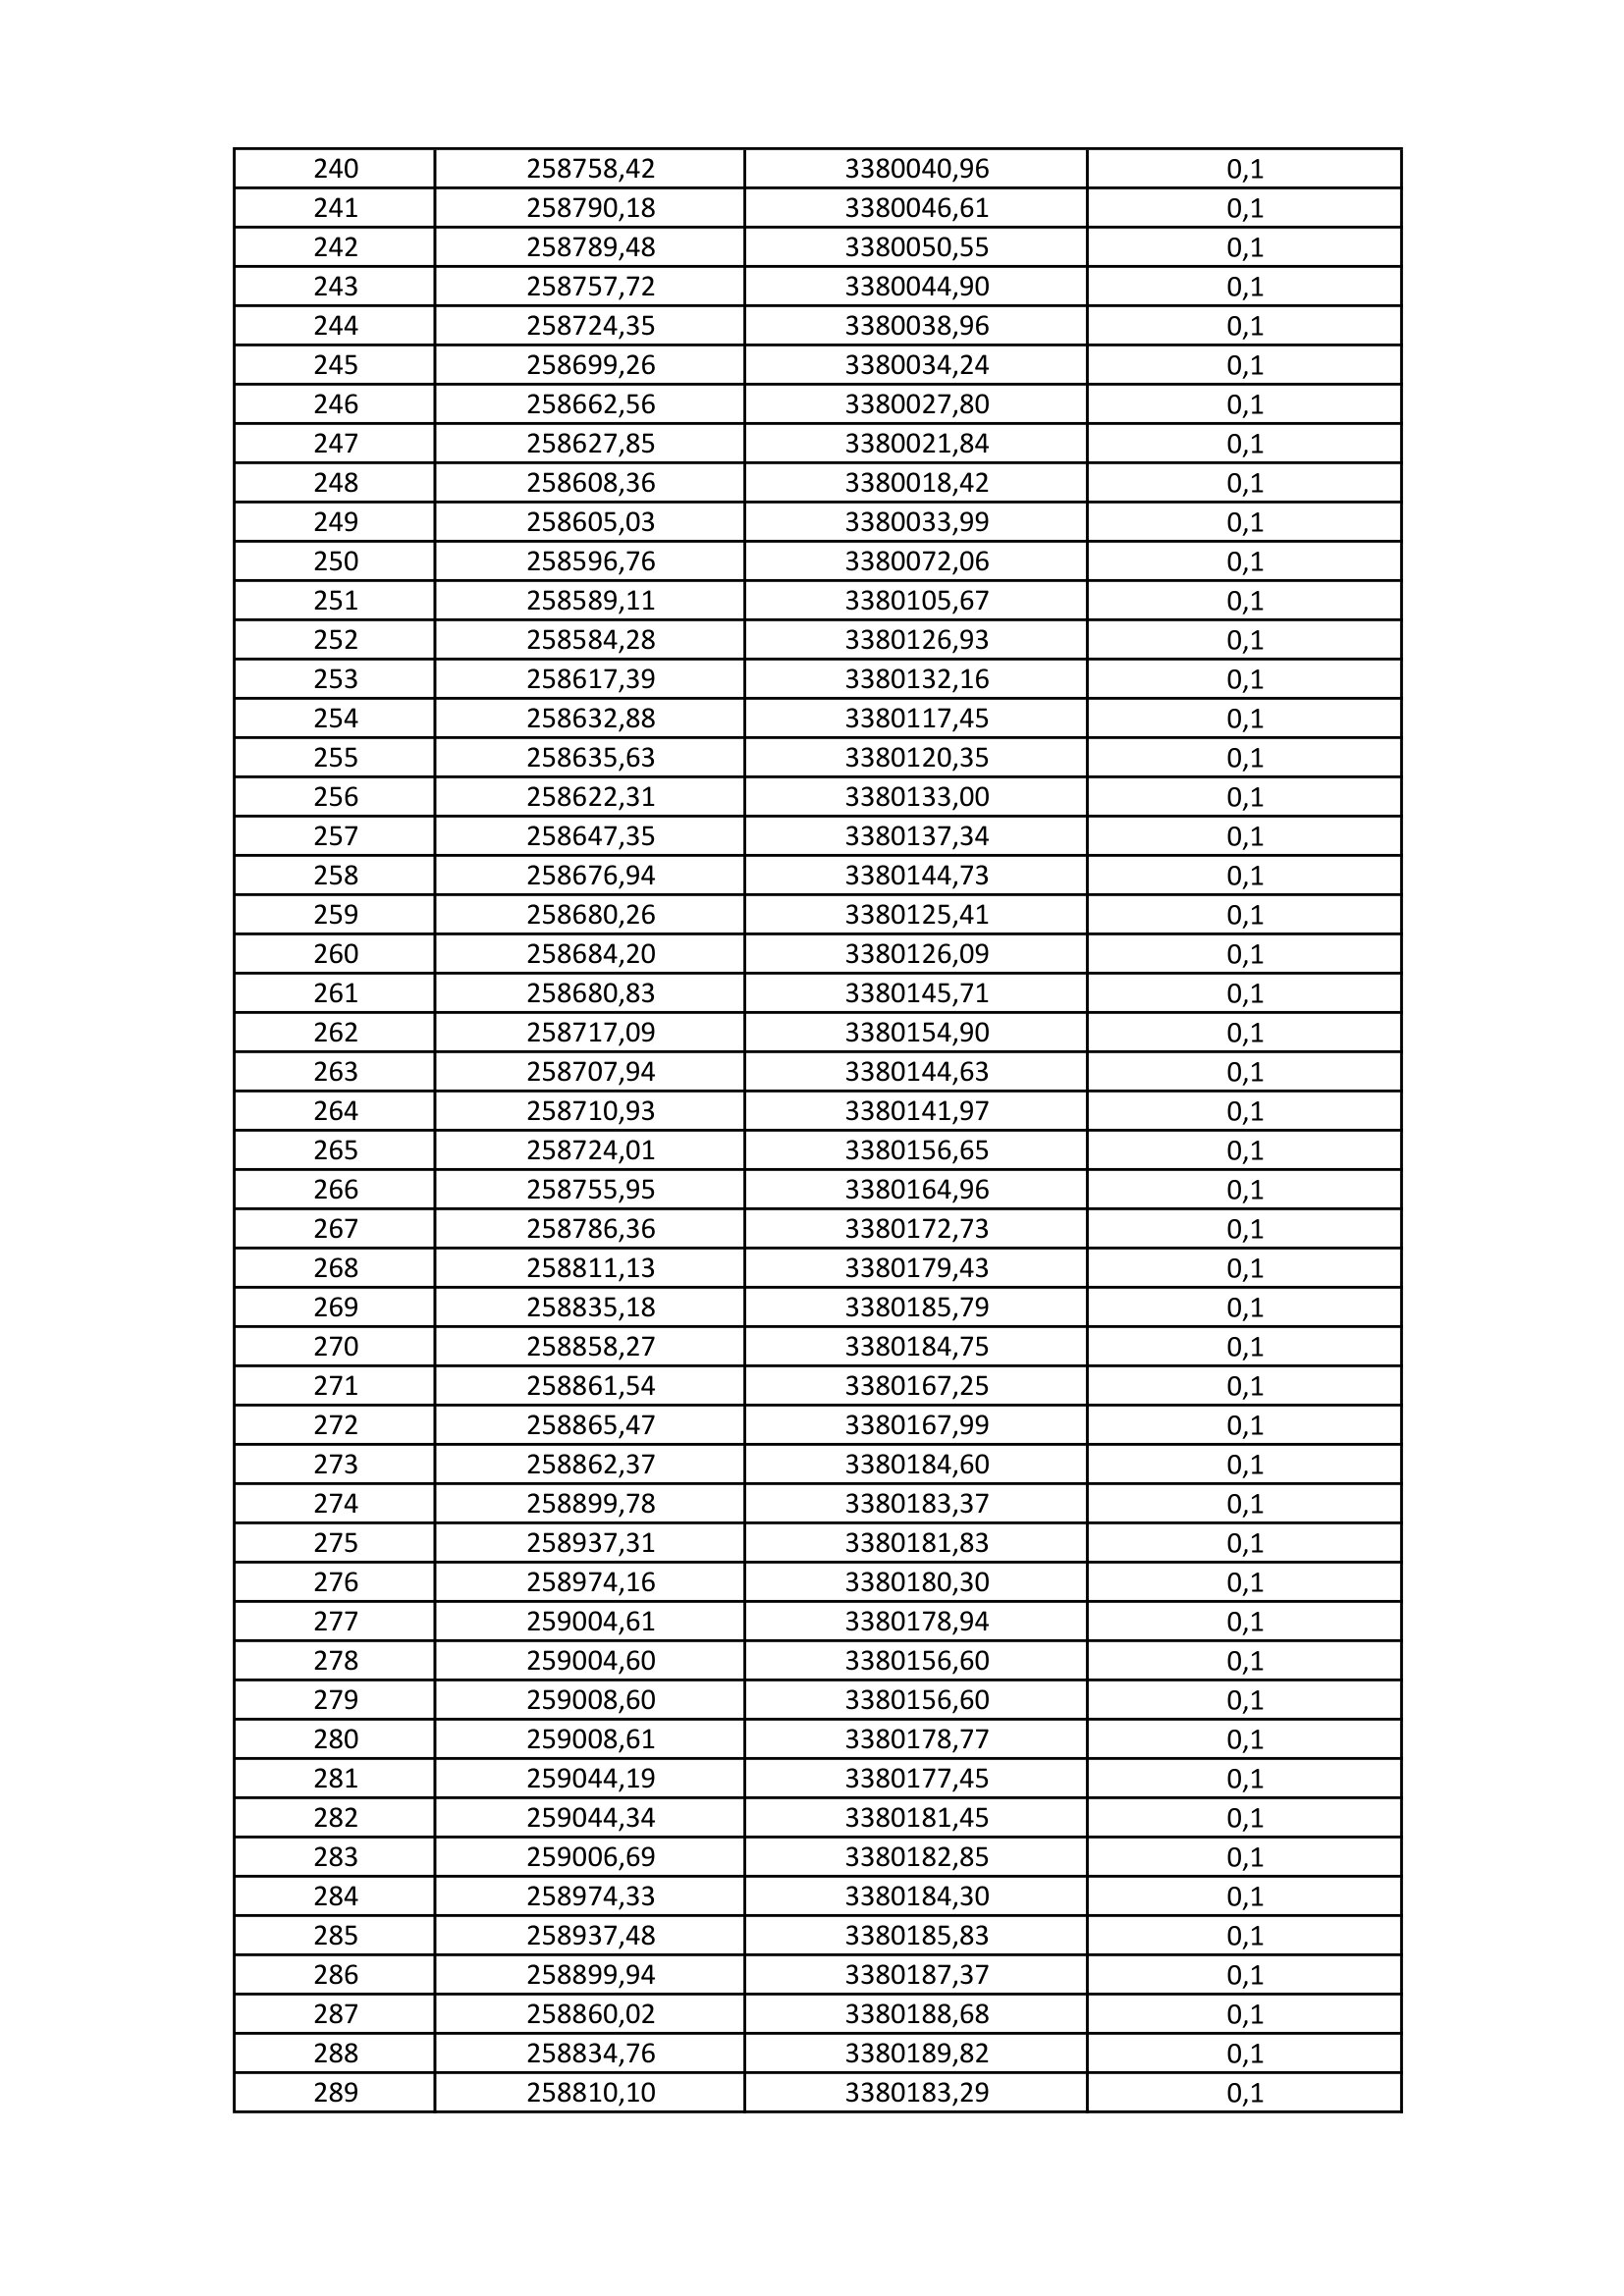 240 258758,42 3380040,96 0,1
241 258790,18 3380046,61 0,1
242 258789,48 3380050,55 0,1
243 258757,72 3380044,90 0,1
244 258724,35 3380038,96 0,1
245 258699,26 3380034,24 0,1
246 258662,56 3380027,80 0,1
247 258627,85 3380021,84 0,1
248 258608,36 3380018,42 0,1
249 258605,03 3380033,99 0,1
250 258596,76 3380072,06 0,1
251 258589,11 3380105,67 0,1
252 258584,28 3380126,93 0,1
253 258617,39 3380132,16 0,1
254 258632,88 3380117,45 0,1
255 258635,63 3380120,35 0,1
256 258622,31 3380133,00 0,1
257 258647,35 3380137,34 0,1
258 258676,94 3380144,73 0,1
259 258680,26 3380125,41 0,1
260 258684,20 3380126,09 0,1
261 258680,83 3380145,71 0,1
262 258717,09 3380154,90 0,1
263 258707,94 3380144,63 0,1
264 258710,93 3380141,97 0,1
265 258724,01 3380156,65 0,1
266 258755,95 3380164,96 0,1
267 258786,36 3380172,73 0,1
268 258811,13 3380179,43 0,1
269 258835,18 3380185,79 0,1
270 258858,27 3380184,75 0,1
271 258861,54 3380167,25 0,1
272 258865,47 3380167,99 0,1
273 258862,37 3380184,60 0,1
274 258899,78 3380183,37 0,1
275 258937,31 3380181,83 0,1
276 258974,16 3380180,30 0,1
277 259004,61 3380178,94 0,1
278 259004,60 3380156,60 0,1
279 259008,60 3380156,60 0,1
280 259008,61 3380178,77 0,1
281 259044,19 3380177,45 0,1
282 259044,34 3380181,45 0,1
283 259006,69 3380182,85 0,1
284 258974,33 3380184,30 0,1
285 258937,48 3380185,83 0,1
286 258899,94 3380187,37 0,1
287 258860,02 3380188,68 0,1
288 258834,76 3380189,82 0,1
289 258810,10 3380183,29 0,1